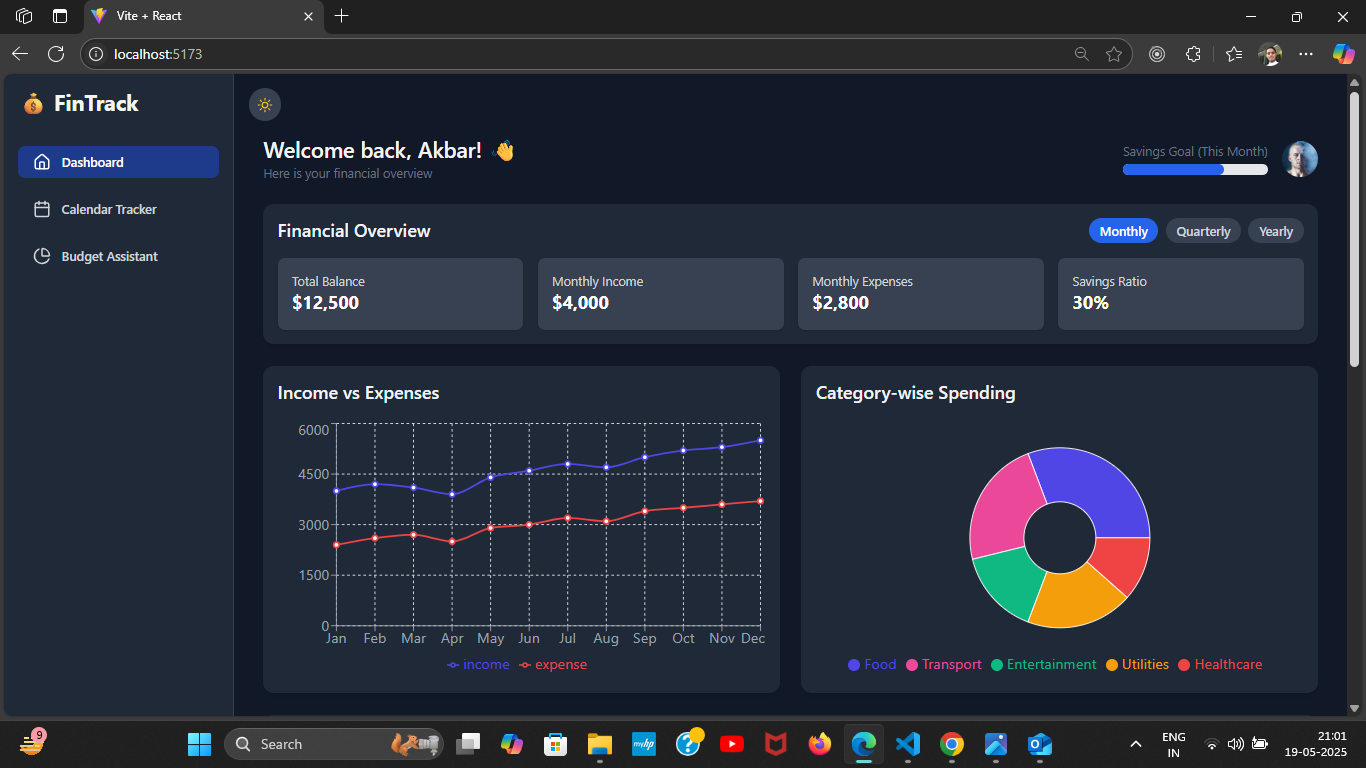 Vite + React
localhost:5173
FinTrack
Dashboard
Calendar Tracker
Budget Assistant
Welcome back, Akbar! 👋
Here is your financial overview
Savings Goal (This Month)
Financial Overview
Monthly Quarterly Yearly
Total Balance
$12,500
Monthly Income
$4,000
Monthly Expenses
$2,800
Savings Ratio
30%
Income vs Expenses
6000
4500
3000
1500
0
Jan Feb Mar Apr May Jun Jul Aug Sep Oct Nov Dec
income expense
Category-wise Spending
Food Transport Entertainment Utilities Healthcare
9
Search
myhp
ENG
IN
21:01
19-05-2025